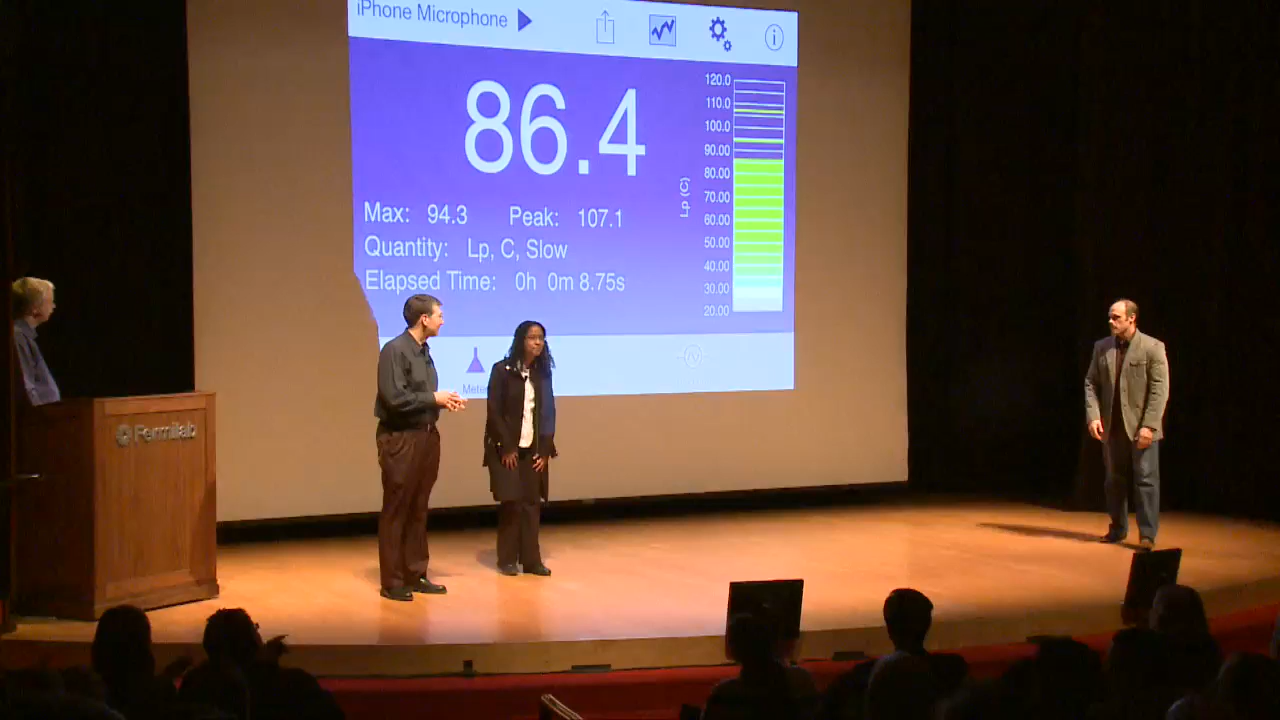 iPhone Microphone
86.4
Max: 94.3 Peak: 107.1
Quantity: Lp, C, Slow
Elapsed Time: 0h 0m 8.75s
Lp (C)
120.0
110.0
100.0
90.00
80.00
70.00
60.00
50.00
40.00
30.00
20.00
Fermilab